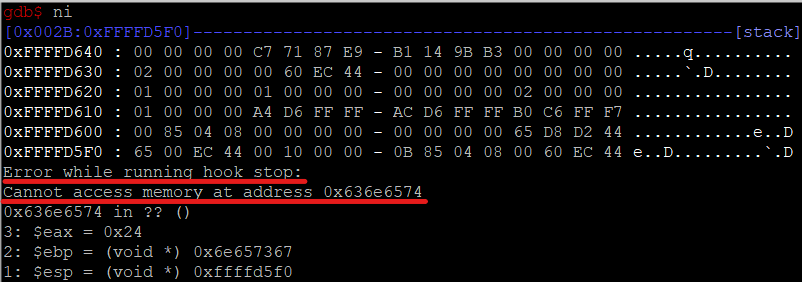 gdb$ ni
[0x002B:0xFFFFD5F0]------------------------------------------------------[stack]
0xFFFFD640 : 00 00 00 00 C7 71 87 E9 - B1 14 9B B3 00 00 00 00 .....q..........
0xFFFFD630 : 02 00 00 00 00 60 EC 44 - 00 00 00 00 00 00 00 00 .....`.D........
0xFFFFD620 : 01 00 00 00 01 00 00 00 - 00 00 00 00 02 00 00 00 ................
0xFFFFD610 : 01 00 00 00 A4 D6 FF FF - AC D6 FF FF B0 C6 FF F7 ................
0xFFFFD600 : 00 85 04 08 00 00 00 00 - 00 00 00 00 65 D8 D2 44 ............e..D
0xFFFFD5F0 : 65 00 EC 44 00 10 00 00 - 0B 85 04 08 00 60 EC 44 e..D.........`.D
Error while running hook_stop:
Cannot access memory at address 0x636e6574
0x636e6574 in ?? ()
3: $eax = 0x24
2: $ebp = (void *) 0x6e657367
1: $esp = (void *) 0xffffd5f0